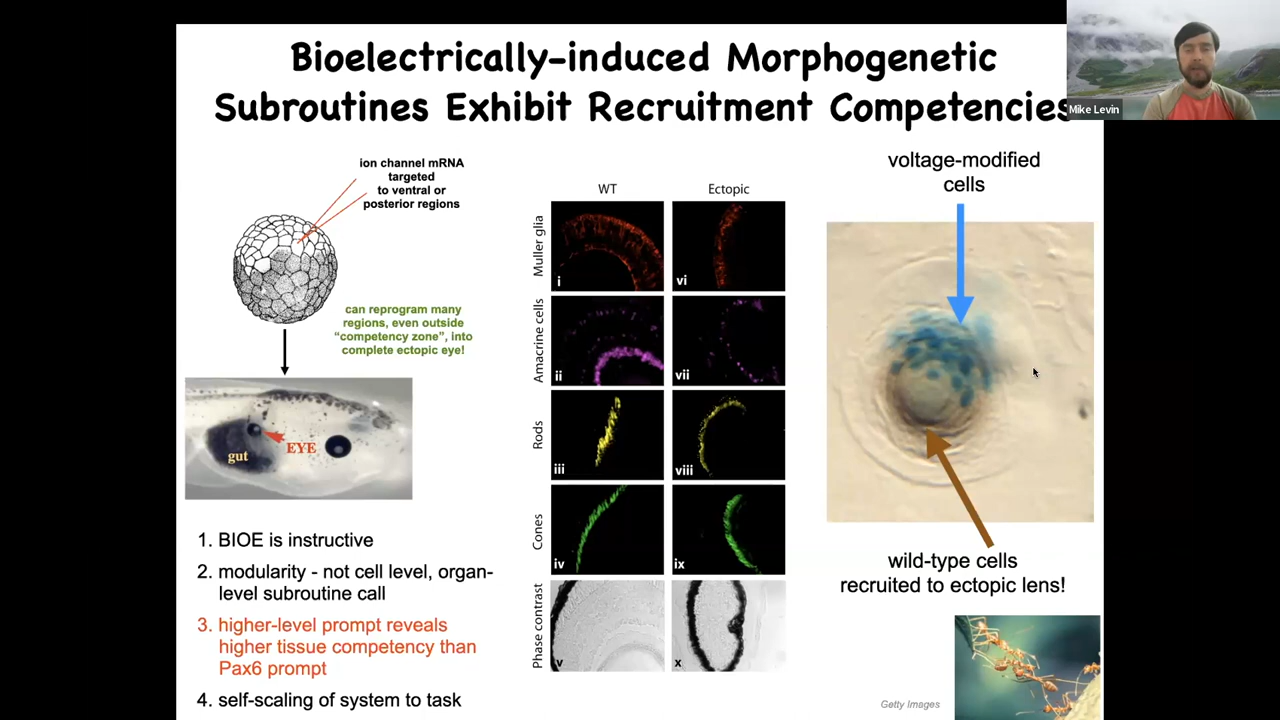 Bioelectrically-induced Morphogenetic
Subroutines Exhibit Recruitment Competencies
Mike Levin
ion channel mRNA
targeted
to ventral or
posterior regions
can reprogram many
regions, even outside
“competency zone”, into
complete ectopic eye!
gut
EYE
1. BIOE is instructive
2. modularity - not cell level, organ-
level subroutine call
3. higher-level prompt reveals
higher tissue competency than
Pax6 prompt
4. self-scaling of system to task
WT
Ectopic
Muller glia
i
vi
Amacrine cells
ii
vii
Rods
iii
viii
Cones
iv
ix
Phase contrast
v
x
voltage-modified
cells
wild-type cells
recruited to ectopic lens!
Getty Images